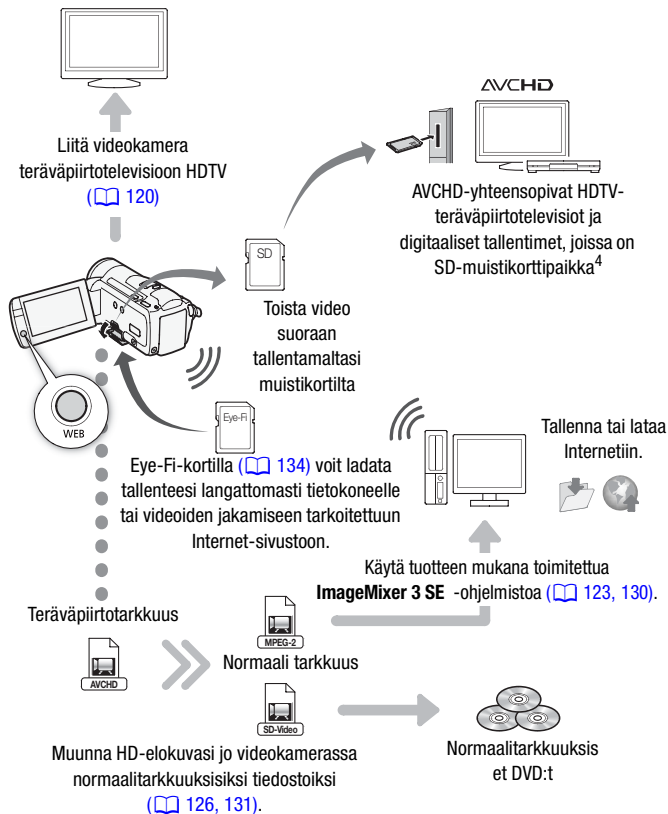 Liitä videokamera
teräväpiirtotelevisioon HDTV
( 120)
AVCHD
AVCHD-yhteensopivat HDTV-
teräväpiirtotelevisiot ja
digitaaliset tallentimet, joissa on
SD-muistikorttipaikka4
SD
Toista video
suoraan
tallentamaltasi
muistikortilta
WEB
Eye-Fi
Eye-Fi-kortilla ( 134) voit ladata
tallenteesi langattomasti tietokoneelle
tai videoiden jakamiseen tarkoitettuun
Internet-sivustoon.
Tallenna tai lataa
Internetiin.
Käytä tuotteen mukana toimitettua
ImageMixer 3 SE -ohjelmistoa ( 123, 130).
Teräväpiirtotarkkuus
AVCHD
MPEG-2
Normaali tarkkuus
SD-Video
Muunna HD-elokuvasi jo videokamerassa
normaalitarkkuuksisiksi tiedostoiksi
( 126, 131).
Normaalitarkkuuksis
et DVD:t